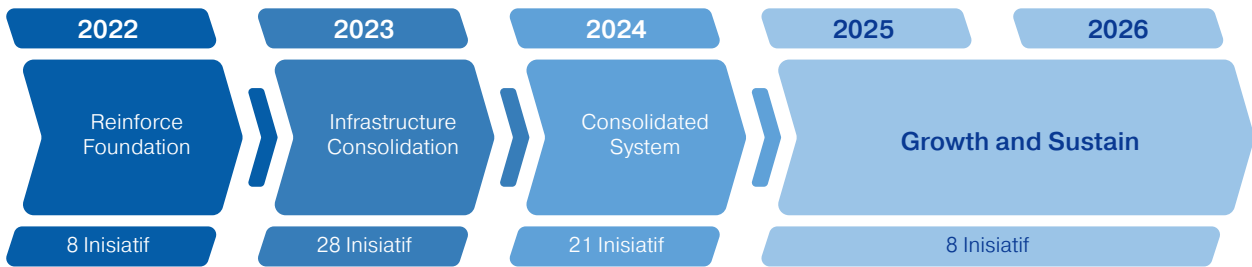 2022
2023
2024
2025
2026
Reinforce
Foundation
Infrastructure
Consolidation
Consolidated
System
Growth and Sustain
8 Inisiatif
28 Inisiatif
21 Inisiatif
8 Inisiatif